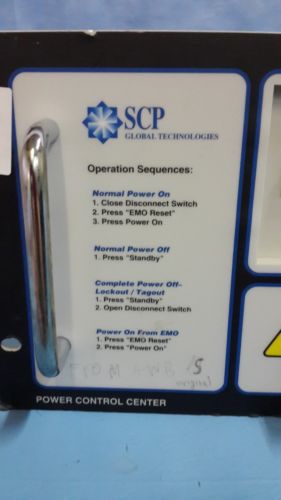 SCP
GLOBAL TECHNOLOGIES
Operation Sequences:
Normal Power On
1. Close Disconnect Switch
2. Press "EMO Reset"
3. Press Power On
Normal Power Off
1. Press "Standby"
Complete Power Off-
Lockout / Tagout
1. Press "Standby"
2. Open Disconnect Switch
Power On From EMO
1. Press "EMO Reset"
2. Press "Power On"
FROM
original
POWER CONTROL CENTER